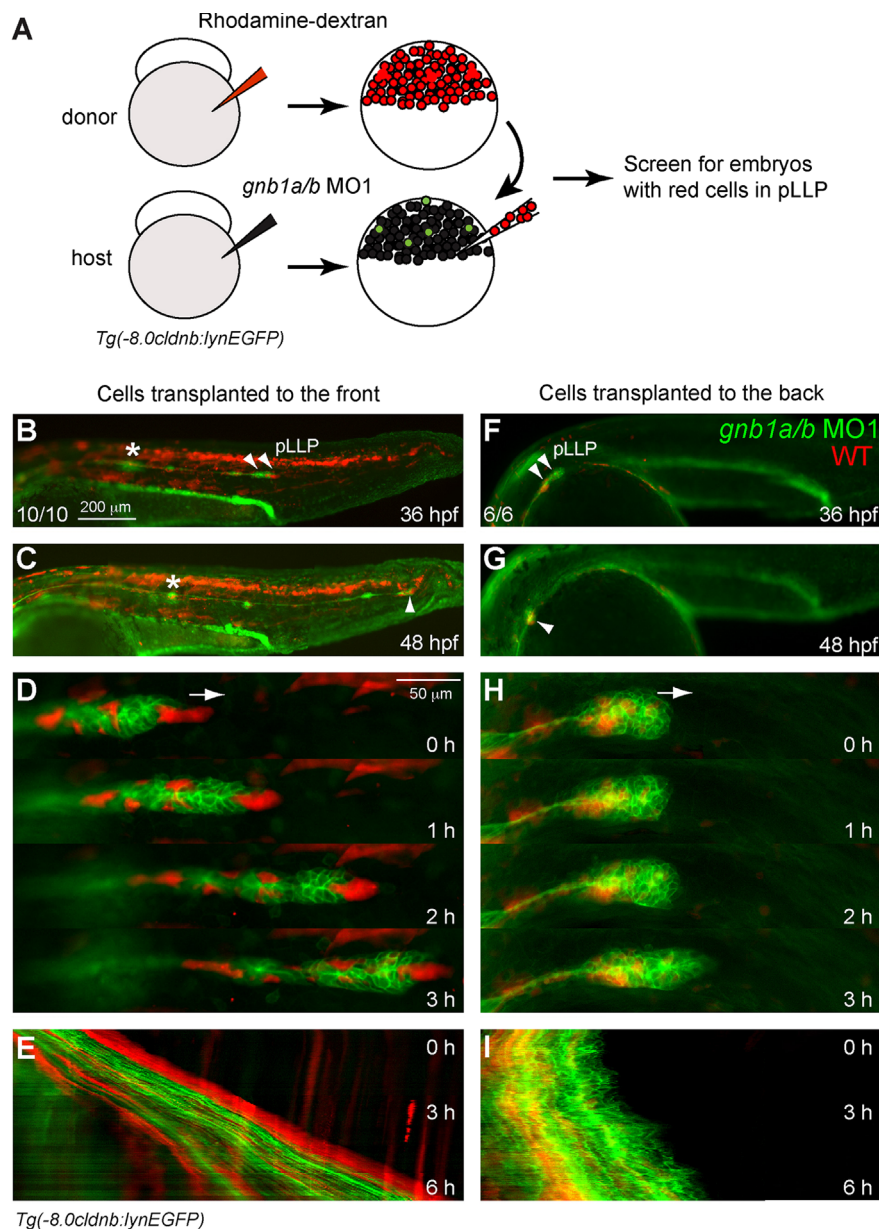 A
Rhodamine-dextran
donor
gnb1a/b MO1
host
Tg(-8.0cldnb:lynEGFP)
Screen for embryos
with red cells in pLLP
Cells transplanted to the front
Cells transplanted to the back
B
*
pLLP
10/10
200 μm
36 hpf
F
pLLP
gnb1a/b MO1
WT
6/6
36 hpf
C
*
48 hpf
G
48 hpf
D
50 μm
0 h
1 h
2 h
3 h
H
0 h
1 h
2 h
3 h
E
0 h
3 h
6 h
I
0 h
3 h
6 h
Tg(-8.0cldnb:lynEGFP)